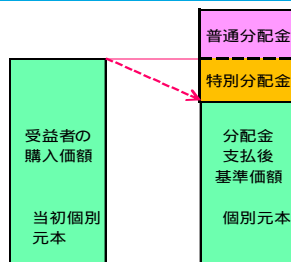 普通分配金
特別分配金
受益者の
購入価額
当初個別
元本
分配金
支払後
基準価額
個別元本